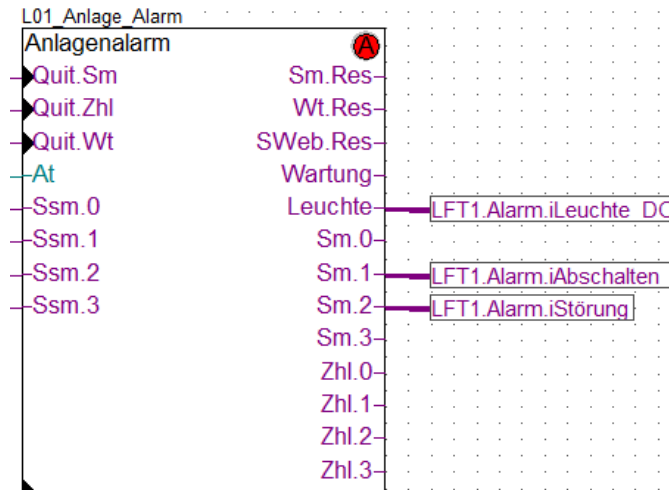 L01_Anlage_Alarm
Anlagenalarm A
Quit.Sm Sm.Res
Quit.Zhl Wt.Res
Quit.Wt SWeb.Res
At Wartung
Ssm.0 Leuchte LFT1.Alarm.iLeuchte_DO
Ssm.1 Sm.0
Ssm.2 Sm.1 LFT1.Alarm.iAbschalten
Ssm.3 Sm.2 LFT1.Alarm.iStörung
Sm.3
Zhl.0
Zhl.1
Zhl.2
Zhl.3